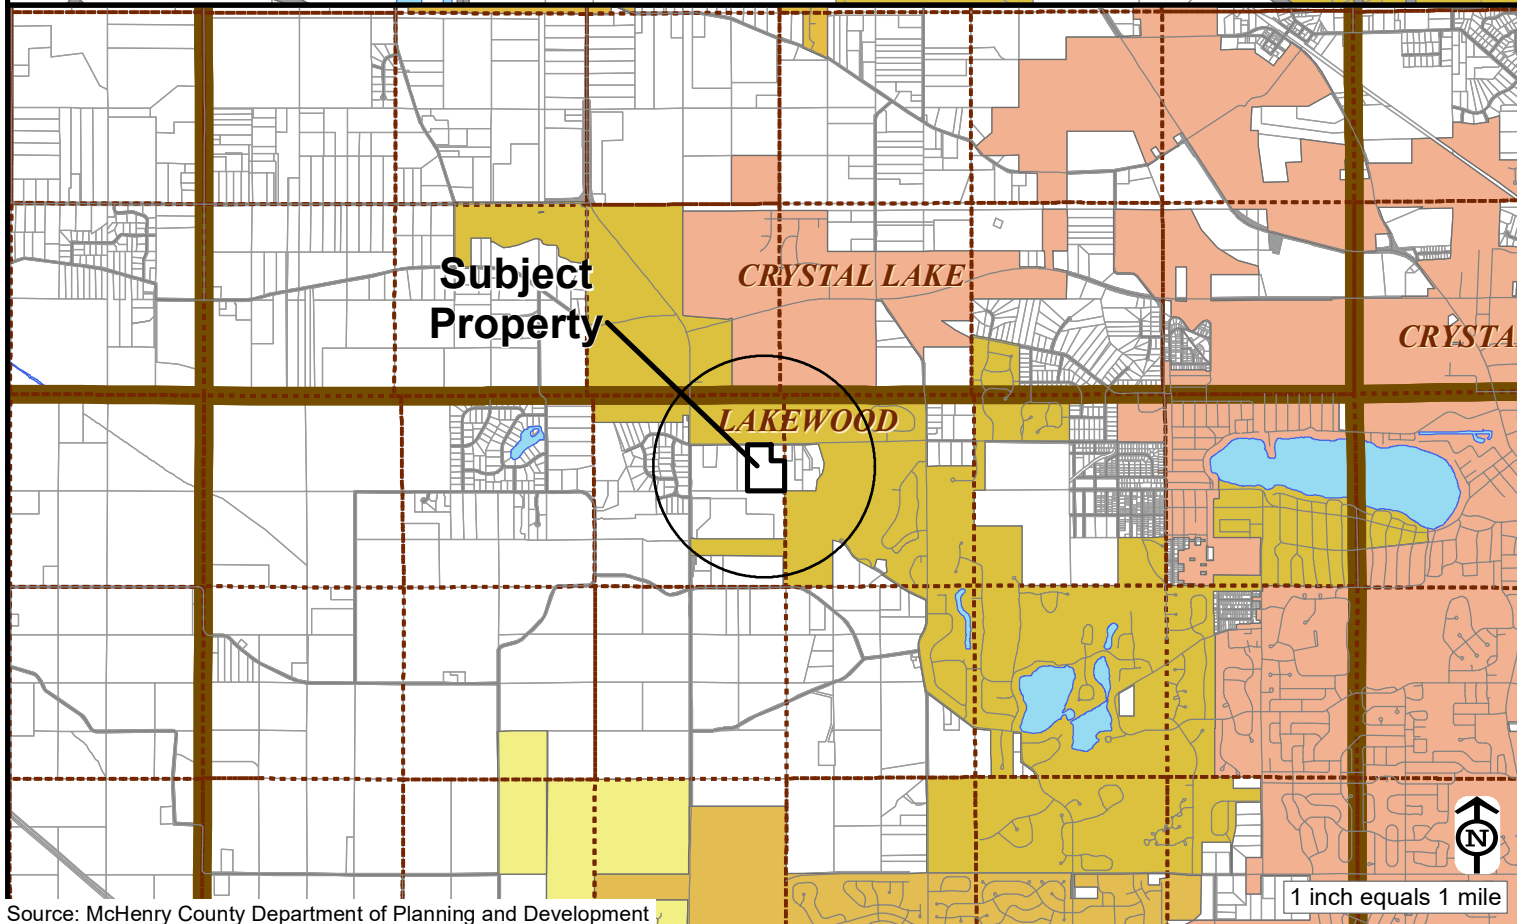 Subject
Property
CRYSTAL LAKE
CRYSTA
LAKEWOOD
N
1 inch equals 1 mile
Source: McHenry County Department of Planning and Development